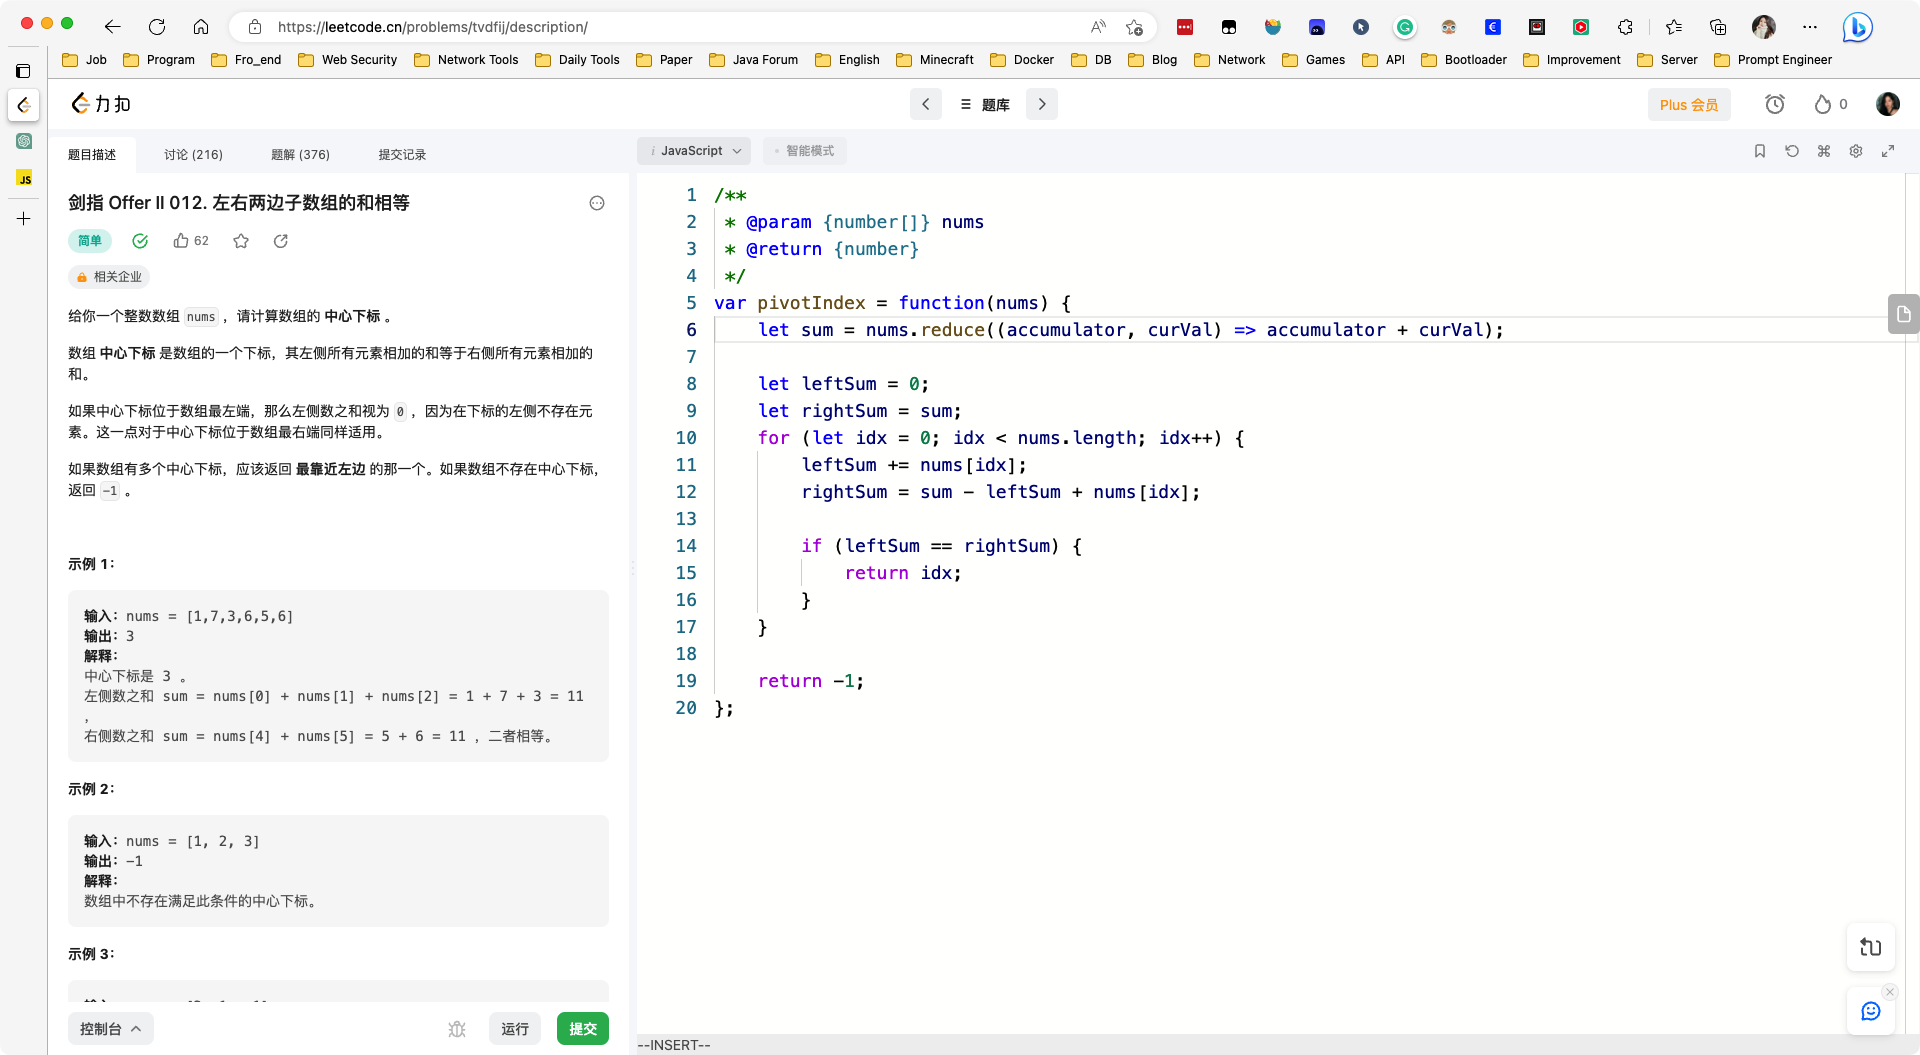 https://leetcode.cn/problems/tvdfij/description/
Job Program Fro_end Web Security Network Tools Daily Tools Paper Java Forum English Minecraft Docker DB Blog Network Games API Bootloader Improvement Server Prompt Engineer
力扣
题库
Plus 会员
0
JS
题目描述 讨论 (216) 题解 (376) 提交记录
剑指 Offer II 012. 左右两边子数组的和相等
简单 62
相关企业
给你一个整数数组 nums ，请计算数组的 中心下标 。
数组 中心下标 是数组的一个下标，其左侧所有元素相加的和等于右侧所有元素相加的
和。
如果中心下标位于数组最左端，那么左侧数之和视为 0 ，因为在下标的左侧不存在元
素。这一点对于中心下标位于数组最右端同样适用。
如果数组有多个中心下标，应该返回 最靠近左边 的那一个。如果数组不存在中心下标，
返回 -1 。
示例 1：
输入：nums = [1,7,3,6,5,6]
输出：3
解释：
中心下标是 3 。
左侧数之和 sum = nums[0] + nums[1] + nums[2] = 1 + 7 + 3 = 11
，
右侧数之和 sum = nums[4] + nums[5] = 5 + 6 = 11 ，二者相等。
示例 2：
输入：nums = [1, 2, 3]
输出：-1
解释：
数组中不存在满足此条件的中心下标。
示例 3：
控制台 运行 提交
i JavaScript 智能模式
1 /**
2 * @param {number[]} nums
3 * @return {number}
4 */
5 var pivotIndex = function(nums) {
6 let sum = nums.reduce((accumulator, curVal) => accumulator + curVal);
7
8 let leftSum = 0;
9 let rightSum = sum;
10 for (let idx = 0; idx < nums.length; idx++) {
11 leftSum += nums[idx];
12 rightSum = sum - leftSum + nums[idx];
13
14 if (leftSum == rightSum) {
15 return idx;
16 }
17 }
18
19 return -1;
20 };
--INSERT--